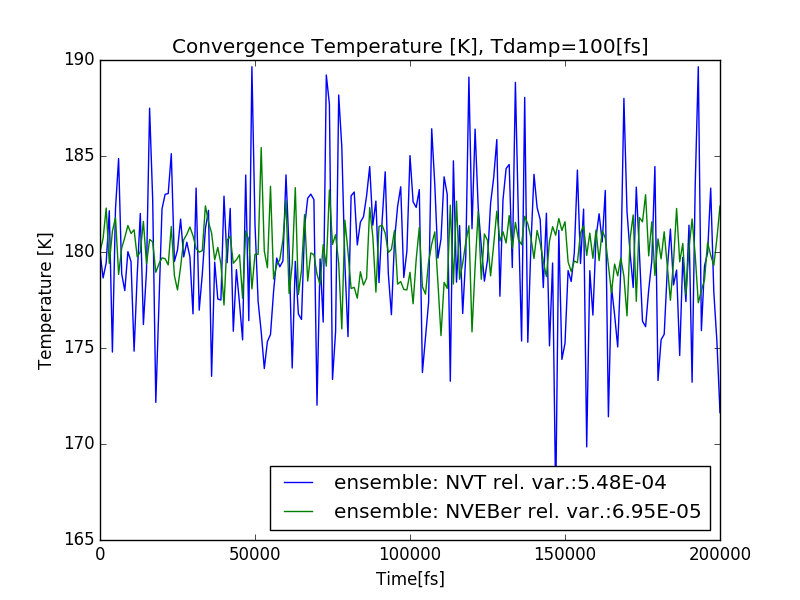 Convergence Temperature [K], Tdamp=100[fs]
190
185
180
175
170
165
Temperature [K]
ensemble: NVT rel. var.:5.48E-04
ensemble: NVEBer rel. var.:6.95E-05
0 50000 100000 150000 200000
Time[fs]